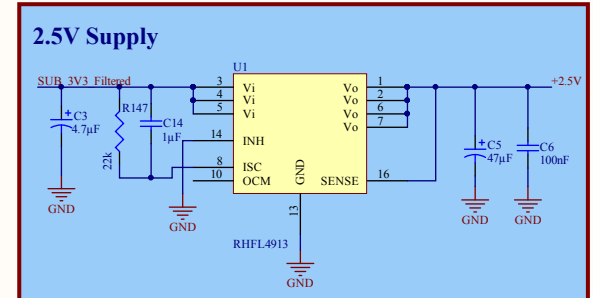 2.5V Supply
U1
SUB_3V3_Filtered
+2.5V
3 Vi Vo 1
4 Vi Vo 2
5 Vi Vo 6
Vo 7
C3
4.7µF
R147
22k
C14
1µF
14 INH
8 ISC
10 OCM
GND
SENSE 16
13
C5
47µF
C6
100nF
RHFL4913
GND
GND
GND
GND
GND